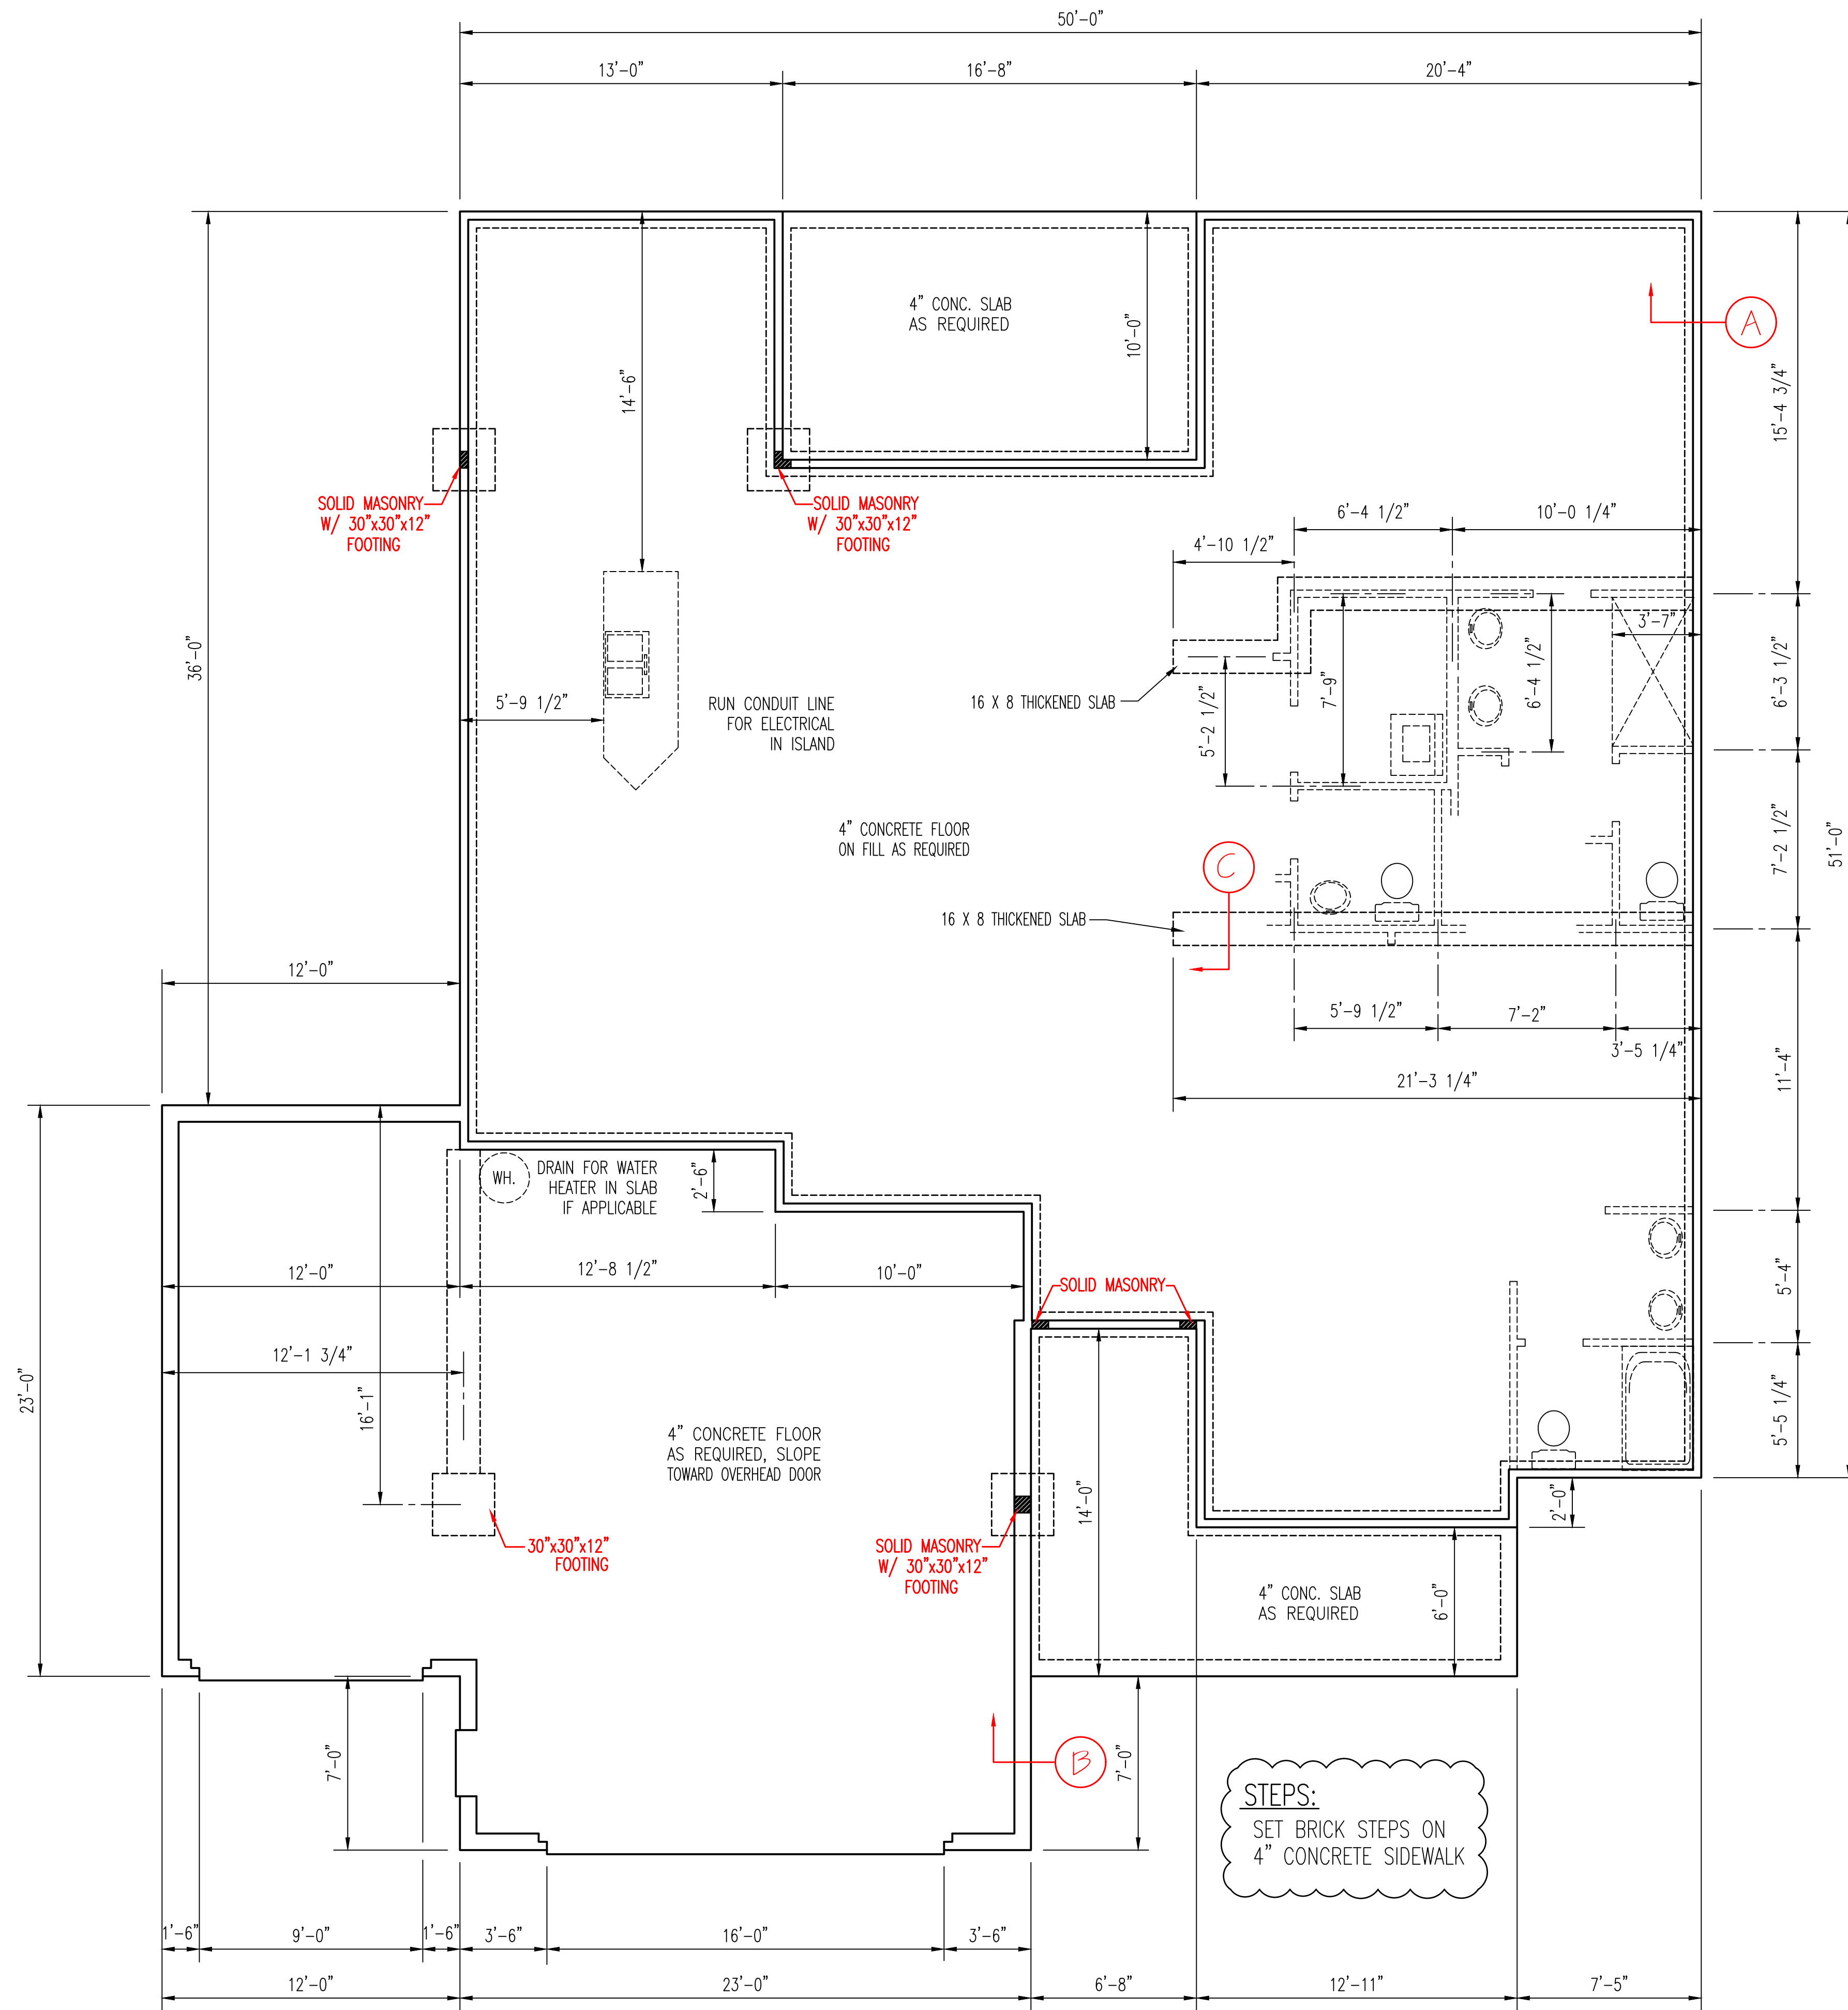 50'-0"
13'-0"
16'-8"
20'-4"
4" CONC. SLAB
AS REQUIRED
10'-0"
14'-6"
A
15'-4 3/4"
36'-0"
SOLID MASONRY
W/ 30"x30"x12"
FOOTING
SOLID MASONRY
W/ 30"x30"x12"
FOOTING
6'-4 1/2"
10'-0 1/4"
4'-10 1/2"
3'-7"
6'-3 1/2"
7'-9"
6'-4 1/2"
5'-2 1/2"
5'-9 1/2"
RUN CONDUIT LINE
FOR ELECTRICAL
IN ISLAND
16 X 8 THICKENED SLAB
4" CONCRETE FLOOR
ON FILL AS REQUIRED
7'-2 1/2"
51'-0"
C
16 X 8 THICKENED SLAB
12'-0"
5'-9 1/2"
7'-2"
3'-5 1/4"
21'-3 1/4"
11'-4"
WH.
DRAIN FOR WATER
HEATER IN SLAB
IF APPLICABLE
2'-6"
12'-0"
12'-8 1/2"
10'-0"
SOLID MASONRY
5'-4"
12'-1 3/4"
16'-1"
23'-0"
5'-5 1/4"
4" CONCRETE FLOOR
AS REQUIRED, SLOPE
TOWARD OVERHEAD DOOR
14'-0"
2'-0"
30"x30"x12"
FOOTING
SOLID MASONRY
W/ 30"x30"x12"
FOOTING
4" CONC. SLAB
AS REQUIRED
6'-0"
7'-0"
B
7'-0"
STEPS:
SET BRICK STEPS ON
4" CONCRETE SIDEWALK
1'-6"
9'-0"
1'-6"
3'-6"
16'-0"
3'-6"
12'-0"
23'-0"
6'-8"
12'-11"
7'-5"